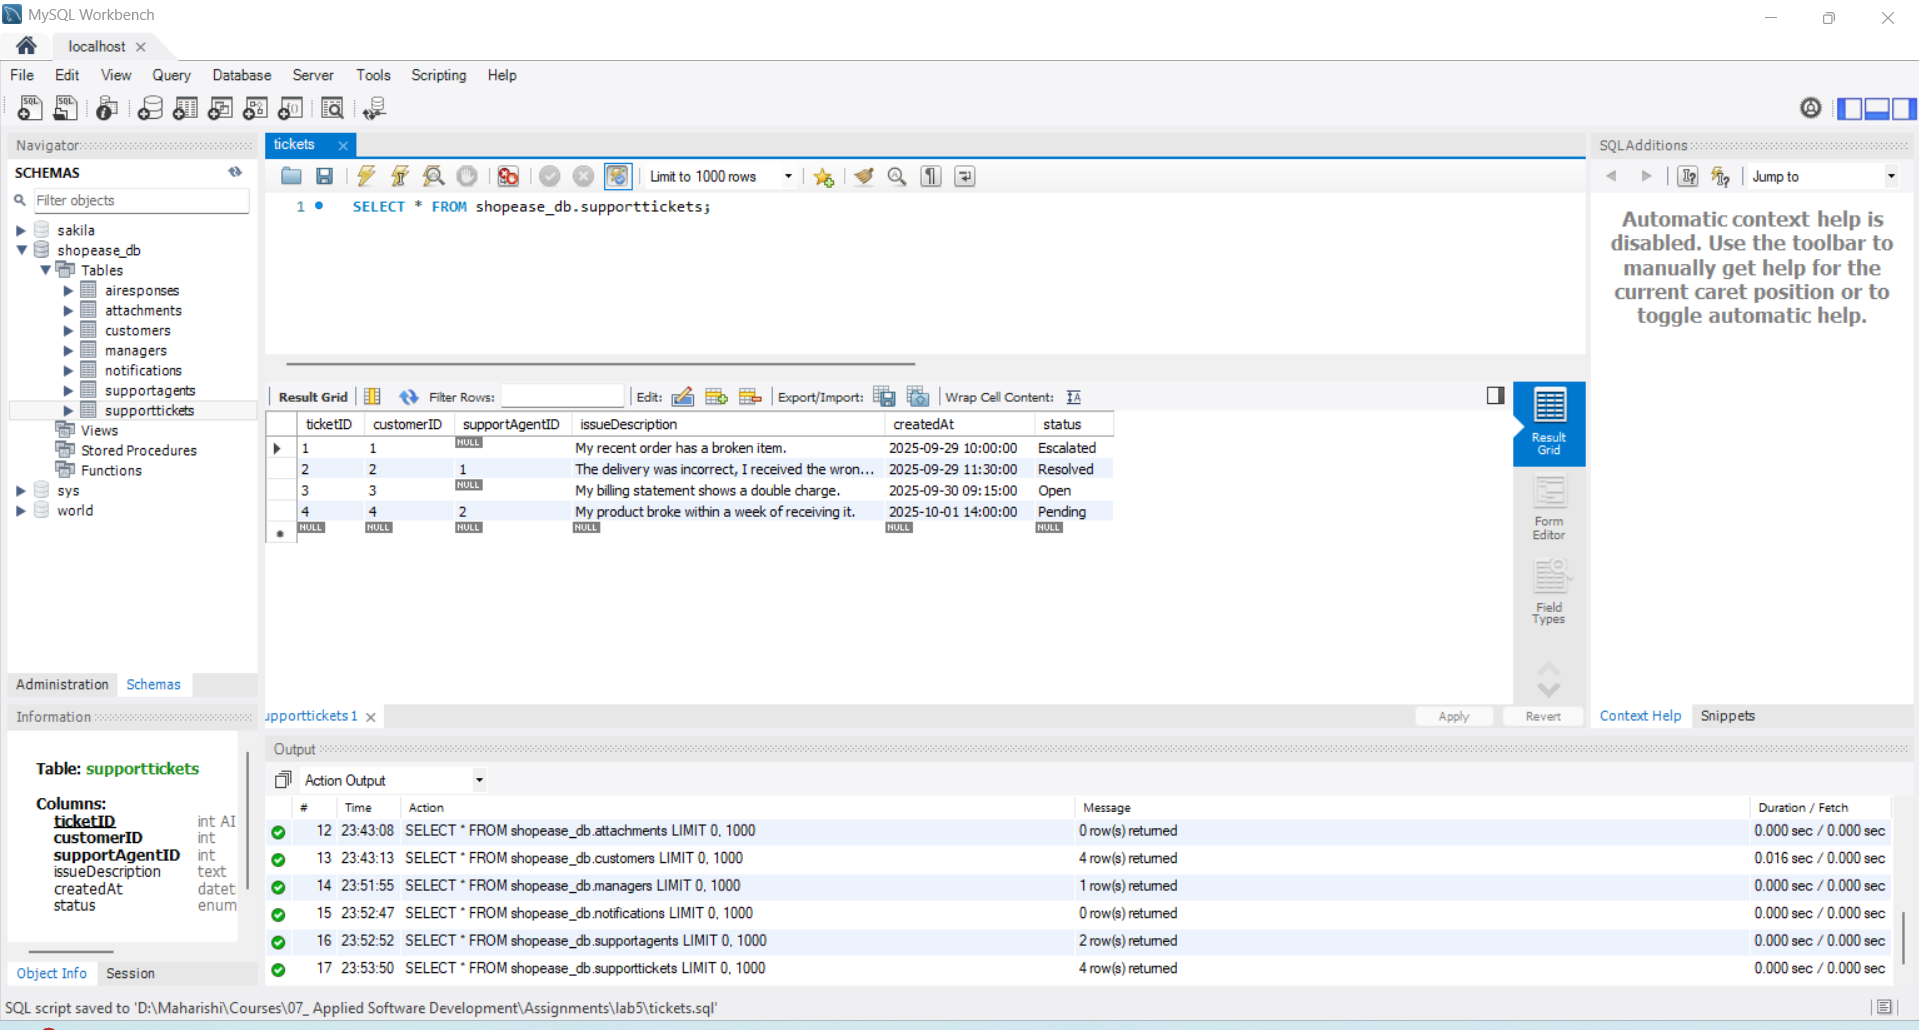 MySQL Workbench
localhost
File Edit View Query Database Server Tools Scripting Help
Navigator
SCHEMAS
Filter objects
sakila
shopease_db
Tables
airesponses
attachments
customers
managers
notifications
supportagents
supporttickets
Views
Stored Procedures
Functions
sys
world
Administration Schemas
Information
Table: supporttickets
Columns:
ticketID int AI
customerID int
supportAgentID int
issueDescription text
createdAt datet
status enum
Object Info Session
tickets
Limit to 1000 rows
1 SELECT * FROM shopease_db.supporttickets;
Result Grid Filter Rows: Edit: Export/Import: Wrap Cell Content:
ticketID customerID supportAgentID issueDescription createdAt status
1 1 NULL My recent order has a broken item. 2025-09-29 10:00:00 Escalated
2 2 1 The delivery was incorrect, I received the wron... 2025-09-29 11:30:00 Resolved
3 3 NULL My billing statement shows a double charge. 2025-09-30 09:15:00 Open
4 4 2 My product broke within a week of receiving it. 2025-10-01 14:00:00 Pending
NULL NULL NULL NULL NULL NULL
Result
Grid
Form
Editor
Field
Types
upporttickets 1
Apply Revert
SQLAdditions
Jump to
Automatic context help is
disabled. Use the toolbar to
manually get help for the
current caret position or to
toggle automatic help.
Context Help Snippets
Output
Action Output
# Time Action Message Duration / Fetch
12 23:43:08 SELECT * FROM shopease_db.attachments LIMIT 0, 1000 0 row(s) returned 0.000 sec / 0.000 sec
13 23:43:13 SELECT * FROM shopease_db.customers LIMIT 0, 1000 4 row(s) returned 0.016 sec / 0.000 sec
14 23:51:55 SELECT * FROM shopease_db.managers LIMIT 0, 1000 1 row(s) returned 0.000 sec / 0.000 sec
15 23:52:47 SELECT * FROM shopease_db.notifications LIMIT 0, 1000 0 row(s) returned 0.000 sec / 0.000 sec
16 23:52:52 SELECT * FROM shopease_db.supportagents LIMIT 0, 1000 2 row(s) returned 0.000 sec / 0.000 sec
17 23:53:50 SELECT * FROM shopease_db.supporttickets LIMIT 0, 1000 4 row(s) returned 0.000 sec / 0.000 sec
SQL script saved to 'D:\Maharishi\Courses\07_ Applied Software Development\Assignments\lab5\tickets.sql'